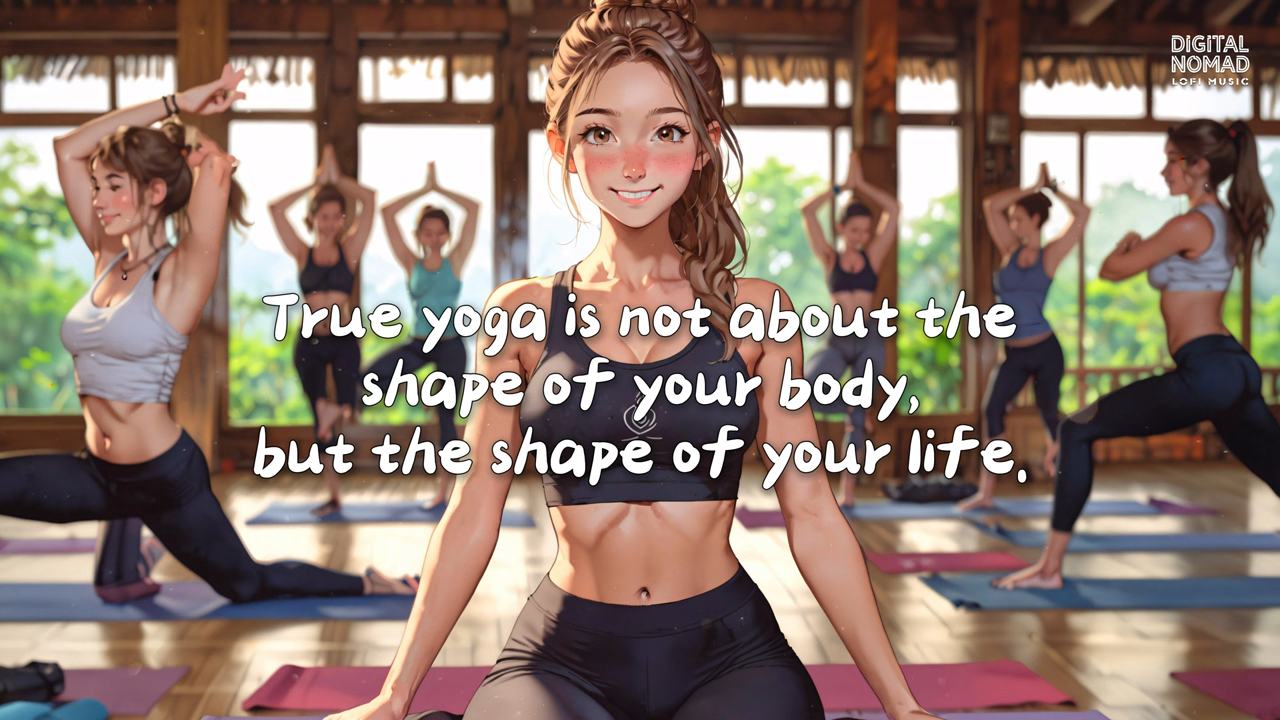 DIGITAL
NOMAD
LOFI MUSIC
True yoga is not about the
shape of your body,
but the shape of your life.